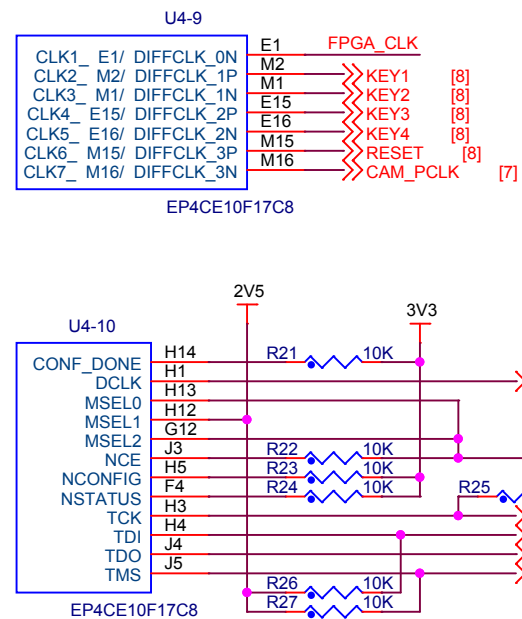 U4-9
CLK1_ E1/ DIFFCLK_0N E1 FPGA_CLK
CLK2_ M2/ DIFFCLK_1P M2 KEY1 [8]
CLK3_ M1/ DIFFCLK_1N M1 KEY2 [8]
CLK4_ E15/ DIFFCLK_2P E15 KEY3 [8]
CLK5_ E16/ DIFFCLK_2N E16 KEY4 [8]
CLK6_ M15/ DIFFCLK_3P M15 RESET [8]
CLK7_ M16/ DIFFCLK_3N M16 CAM_PCLK [7]
EP4CE10F17C8
2V5
3V3
U4-10
CONF_DONE H14 R21 10K
DCLK H1
MSEL0 H13
MSEL1 H12
MSEL2 G12
NCE J3 R22 10K
NCONFIG H5 R23 10K
NSTATUS F4 R24 10K R25
TCK H3
TDI H4
TDO J4
TMS J5
R26 10K
R27 10K
EP4CE10F17C8